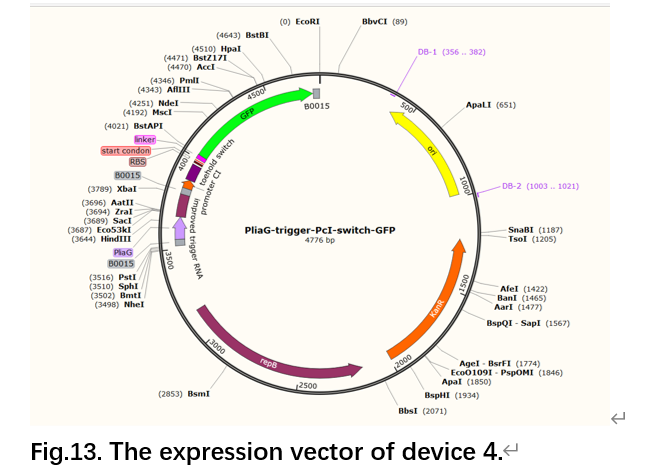 (0) EcoRI
BbvCI (89)
(4643) BstBI
(4510) HpaI
(4471) BstZ17I
(4470) AccI
(4346) PmlI
(4343) AflIII
(4251) NdeI
(4192) MscI
(4021) BstAPI
linker
start condon
RBS
B0015
(3789) XbaI
(3696) AatII
(3694) ZraI
(3689) SacI
(3687) Eco53kI
(3644) HindIII
PliaG
B0015
(3516) PstI
(3510) SphI
(3502) BmtI
(3498) NheI
(2853) BsmI
DB-1 (356 .. 382)
ApaLI (651)
DB-2 (1003 .. 1021)
SnaBI (1187)
TsoI (1205)
AfeI (1422)
BanI (1465)
AarI (1477)
BspQI - SapI (1567)
AgeI - BsrFI (1774)
EcoO109I - PspOMI (1846)
ApaI (1850)
BspHI (1934)
BbsI (2071)
B0015
GFP
toehold switch
promoter CI
improved trigger RNA
ori
KanR
repB
500
1000
1500
2000
2500
3000
3500
4000
4500
PliaG-trigger-PcI-switch-GFP
4776 bp
Fig.13. The expression vector of device 4.